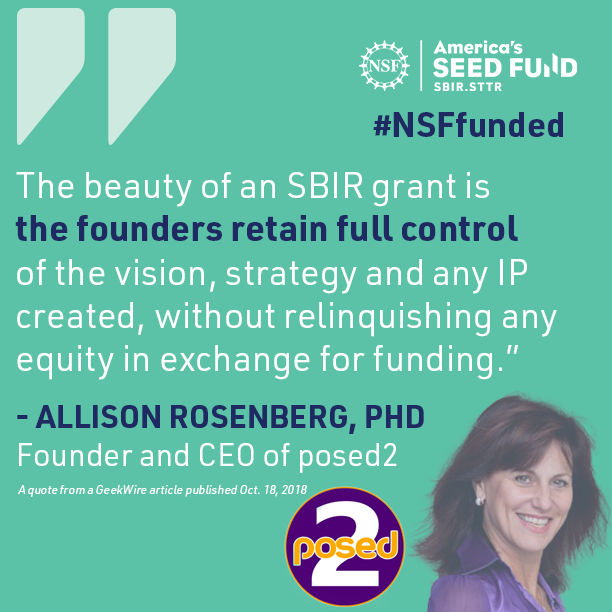 NSF
America's
SEED FUND
SBIR.STTR
#NSFfunded
The beauty of an SBIR grant is
the founders retain full control
of the vision, strategy and any IP
created, without relinquishing any
equity in exchange for funding.”
- ALLISON ROSENBERG, PHD
Founder and CEO of posed2
A quote from a GeekWire article published Oct. 18, 2018
2
posed